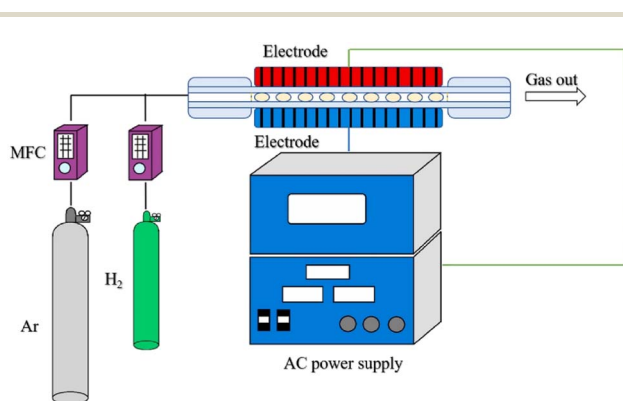 Electrode
Gas out
MFC
Electrode
H₂
Ar
AC power supply